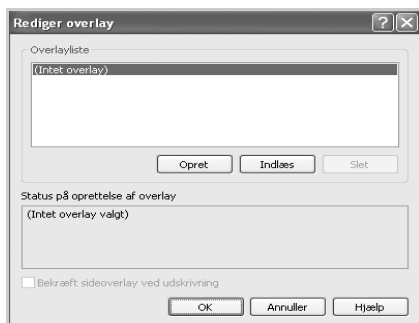 Rediger overlay
Overlayliste
(Intet overlay)
Opret Indlæs Slet
Status på oprettelse af overlay
(Intet overlay valgt)
Bekræft sideoverlay ved udskrivning
OK Annuller Hjælp